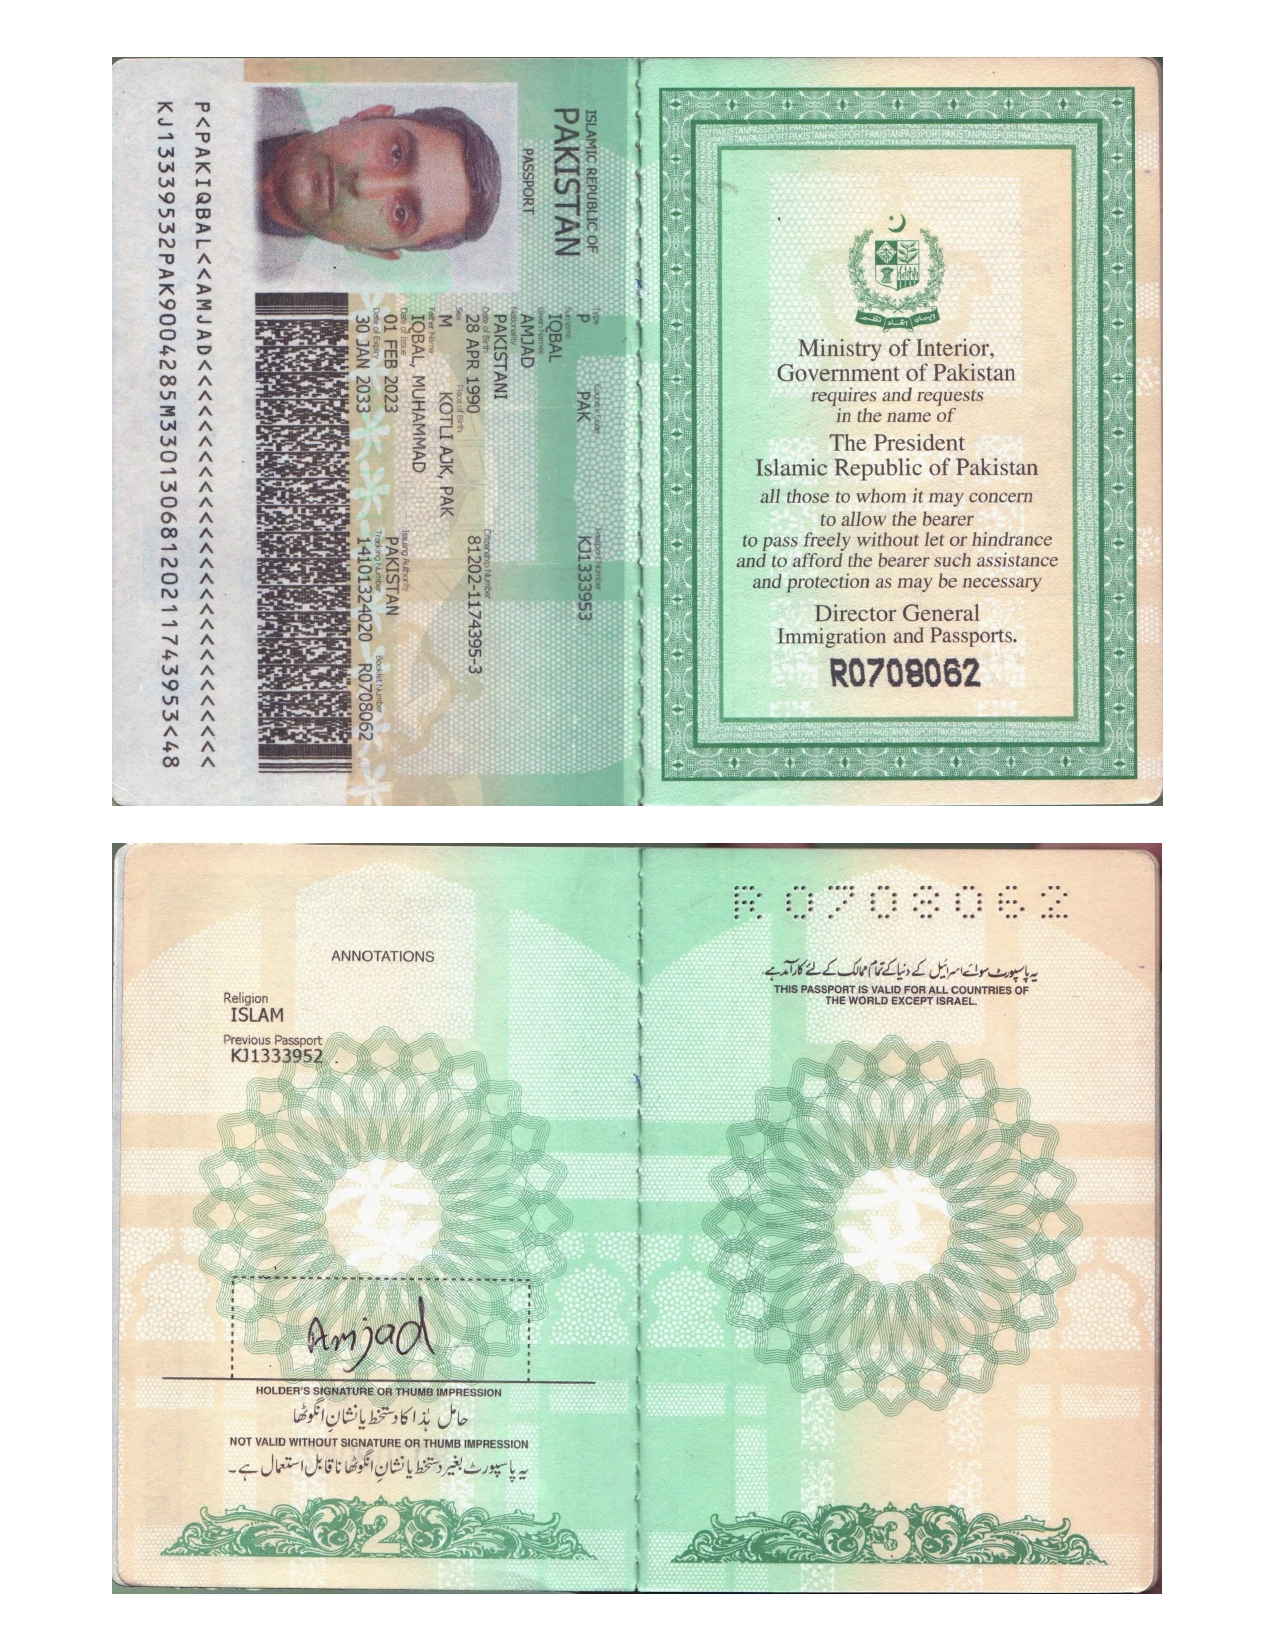 Ministry of Interior,
Government of Pakistan
requires and requests
in the name of
The President
Islamic Republic of Pakistan
all those to whom it may concern
to allow the bearer
to pass freely without let or hindrance
and to afford the bearer such assistance
and protection as may be necessary
Director General
Immigration and Passports.
R0708062
ISLAMIC REPUBLIC OF
PAKISTAN
PASSPORT
Type Country Code Passport Number
P PAK KJ1333953
Surname
IQBAL
Given Names
AMJAD
Nationality
PAKISTANI
Date of Birth Citizenship Number
28 APR 1990 81202-1174395-3
Sex Place of Birth
M KOTLI AJK, PAK
Father Name
IQBAL, MUHAMMAD
Date of Issue Issuing Authority
01 FEB 2023 PAKISTAN
Date of Expiry Tracking Number Booklet Number
30 JAN 2033 14101324020 R0708062
P<PAKIQBAL<<AMJAD<<<<<<<<<<<<<<<<<<<<<<<<<<<
KJ13339532PAK9004285M3301306812021174 3953<48
R0708062
یہ پاسپورٹ سوائے اسرائیل کے دنیا کے تمام ممالک کے لئے کارآمد ہے
THIS PASSPORT IS VALID FOR ALL COUNTRIES OF
THE WORLD EXCEPT ISRAEL.
3
ANNOTATIONS
Religion
ISLAM
Previous Passport
KJ1333952 .
Amjad
HOLDER'S SIGNATURE OR THUMB IMPRESSION
حامل ہذا کا دستخط یا نشان انگوٹھا
NOT VALID WITHOUT SIGNATURE OR THUMB IMPRESSION
یہ پاسپورٹ بغیر دستخط یا نشان انگوٹھا ناقابل استعمال ہے۔
2